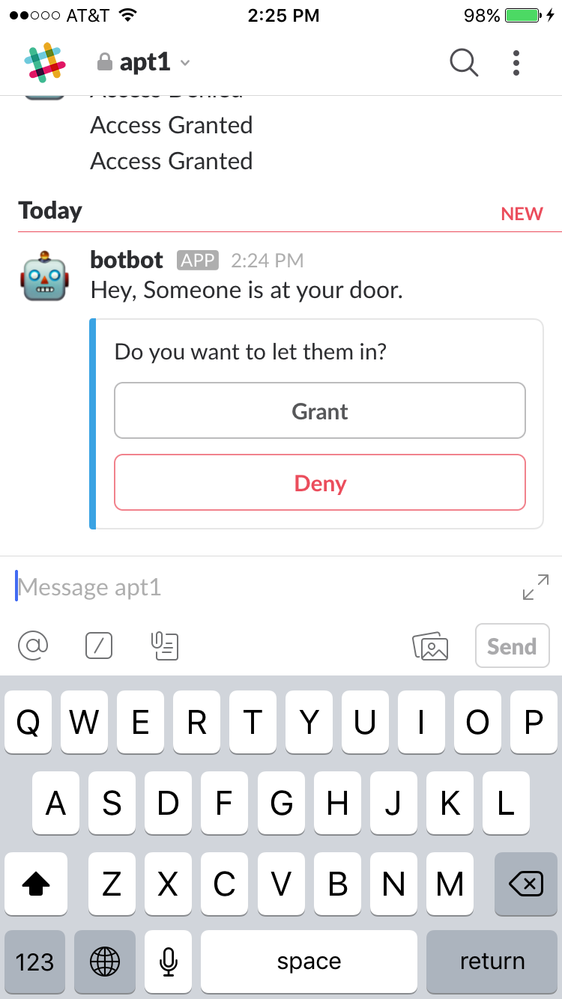 AT&T 2:25 PM 98%
apt1
Access Denied
Access Granted
Access Granted
Today NEW
botbot APP 2:24 PM
Hey, Someone is at your door.
Do you want to let them in?
Grant
Deny
Message apt1
@ / Send
Q W E R T Y U I O P
A S D F G H J K L
Z X C V B N M
123 space return